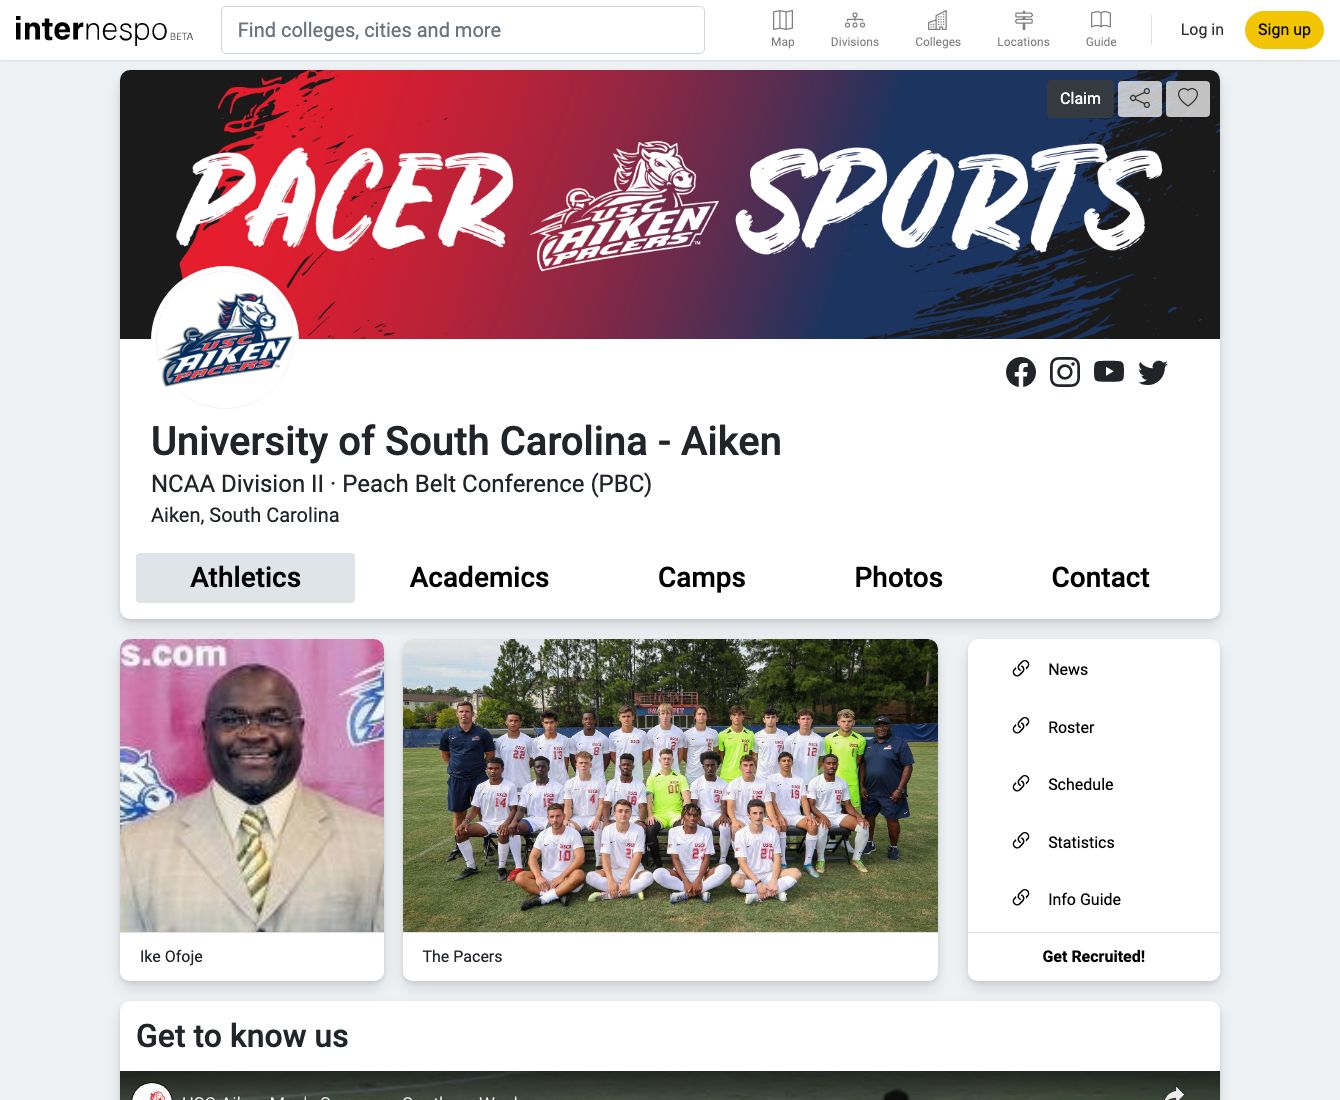 internespo BETA
Find colleges, cities and more
Map
Divisions
Colleges
Locations
Guide
Log in
Sign up
Claim
PACER
USC
AIKEN
PACERS
SPORTS
USC
AIKEN
PACERS
University of South Carolina - Aiken
NCAA Division II · Peach Belt Conference (PBC)
Aiken, South Carolina
Athletics
Academics
Camps
Photos
Contact
s.com
Ike Ofoje
The Pacers
News
Roster
Schedule
Statistics
Info Guide
Get Recruited!
Get to know us